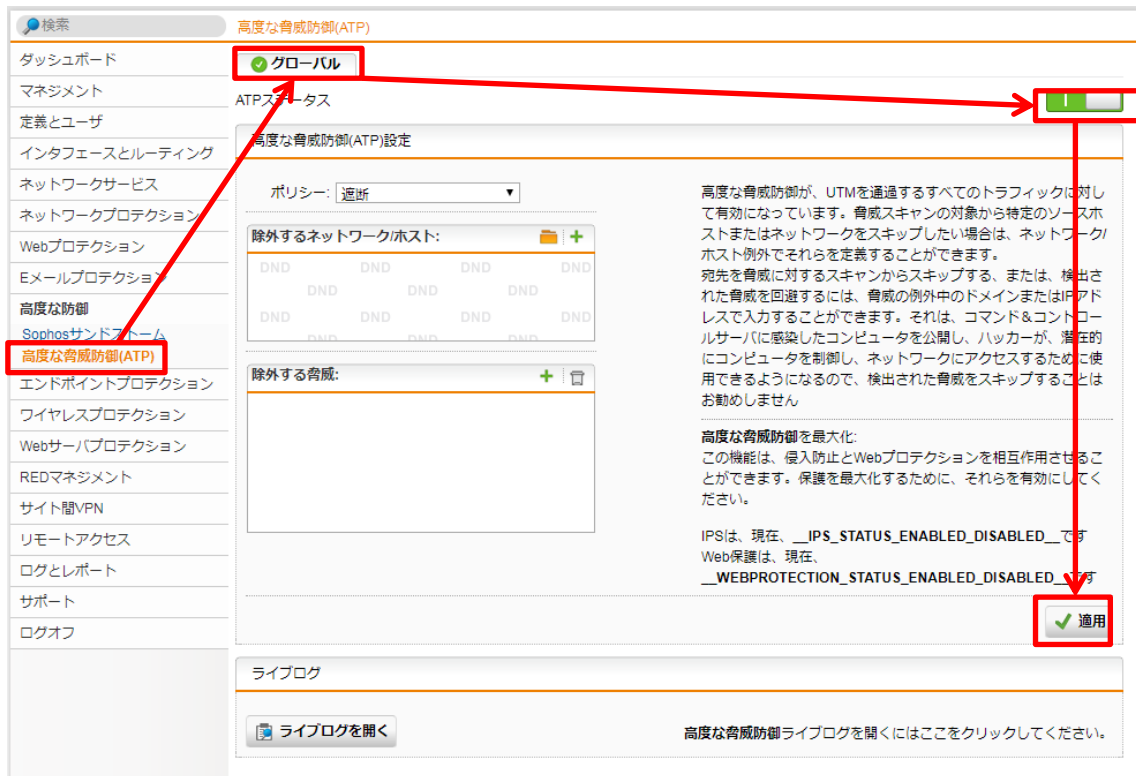 検索
高度な脅威防御(ATP)
ダッシュボード
マネジメント
定義とユーザ
インタフェースとルーティング
ネットワークサービス
ネットワークプロテクション
Webプロテクション
Eメールプロテクション
高度な防御
Sophosサンドストーム
高度な脅威防御(ATP)
エンドポイントプロテクション
ワイヤレスプロテクション
Webサーバプロテクション
REDマネジメント
サイト間VPN
リモートアクセス
ログとレポート
サポート
ログオフ
グローバル
ATPステータス
高度な脅威防御(ATP)設定
ポリシー: 遮断
除外するネットワーク/ホスト:
DND DND DND DND
DND DND DND
DND DND DND DND
DND DND DND
除外する脅威:
高度な脅威防御が、UTMを通過するすべてのトラフィックに対し
て有効になっています。脅威スキャンの対象から特定のソースホ
ストまたはネットワークをスキップしたい場合は、ネットワーク/
ホスト例外でそれらを定義することができます。
宛先を脅威に対するスキャンからスキップする、または、検出さ
れた脅威を回避するには、脅威の例外中のドメインまたはIPアド
レスで入力することができます。それは、コマンド＆コントロー
ルサーバに感染したコンピュータを公開し、ハッカーが、潜在的
にコンピュータを制御し、ネットワークにアクセスするために使
用できるようになるので、検出された脅威をスキップすることは
お勧めしません
高度な脅威防御を最大化:
この機能は、侵入防止とWebプロテクションを相互作用させるこ
とができます。保護を最大化するために、それらを有効にしてく
ださい。
IPSは、現在、__IPS_STATUS_ENABLED_DISABLED__です
Web保護は、現在、
__WEBPROTECTION_STATUS_ENABLED_DISABLED__です
適用
ライブログ
ライブログを開く
高度な脅威防御ライブログを開くにはここをクリックしてください。